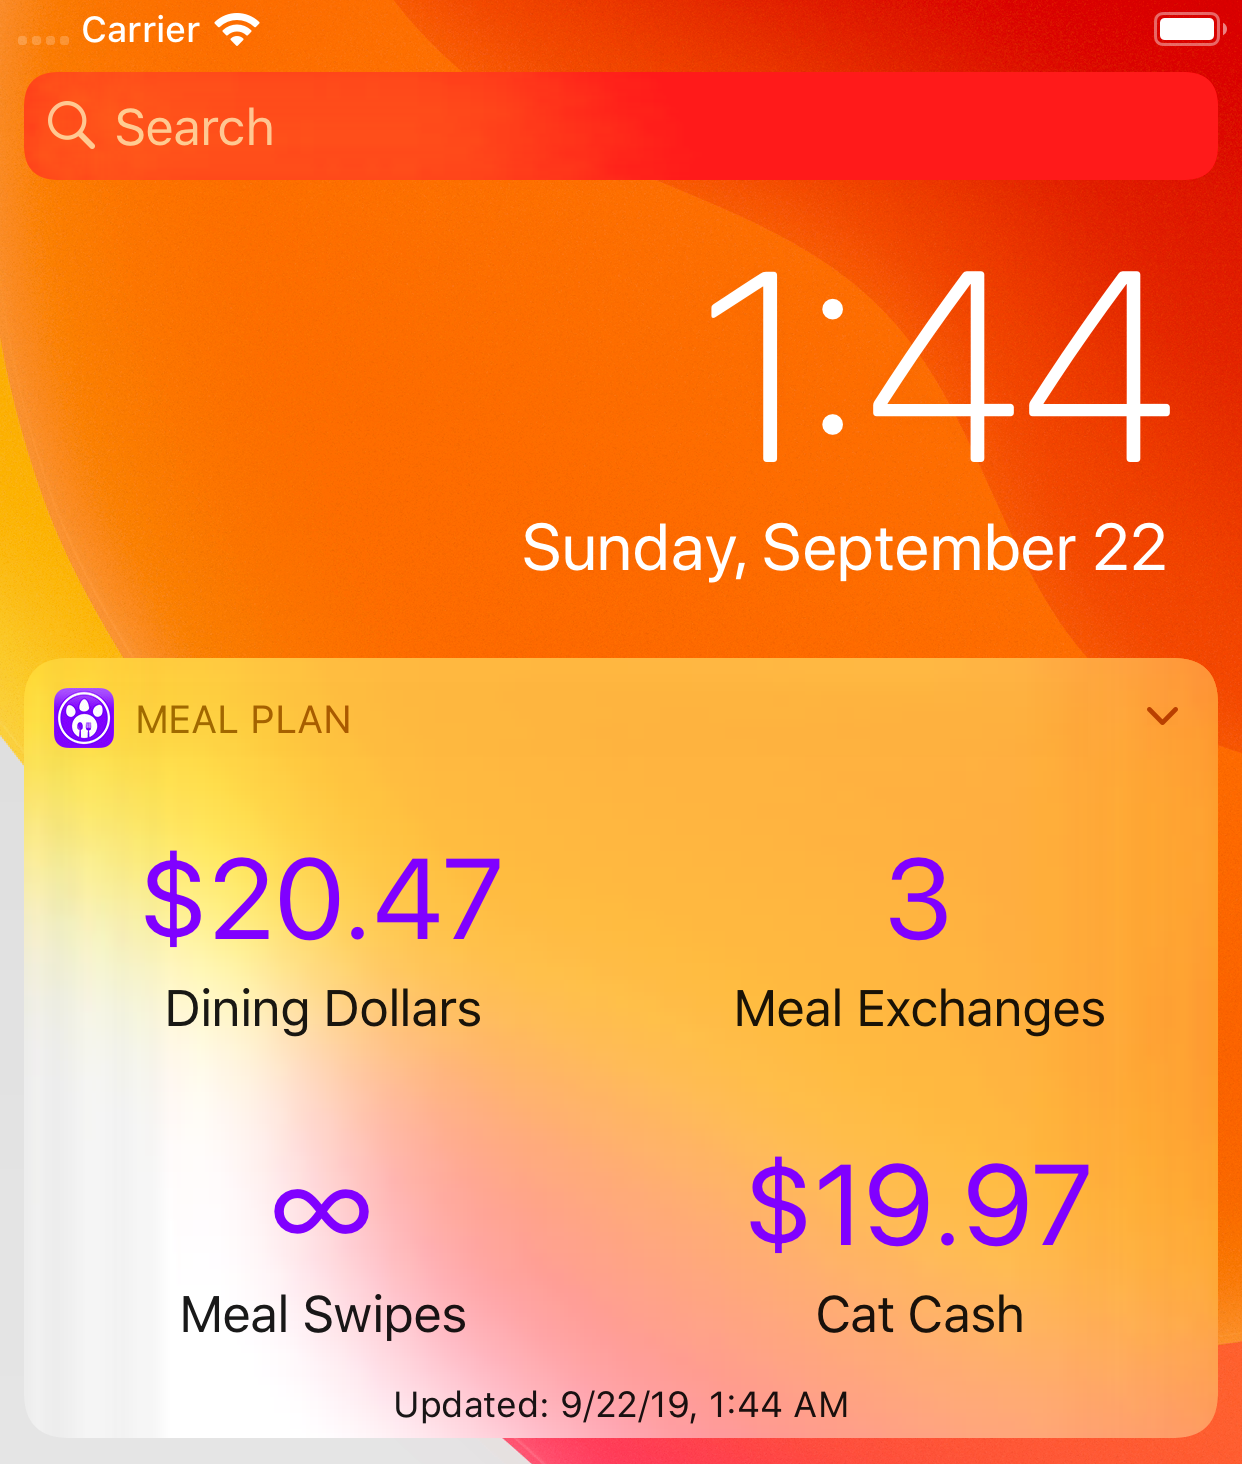 Carrier
Search
1:44
Sunday, September 22
MEAL PLAN
$20.47 3
Dining Dollars Meal Exchanges
∞ $19.97
Meal Swipes Cat Cash
Updated: 9/22/19, 1:44 AM